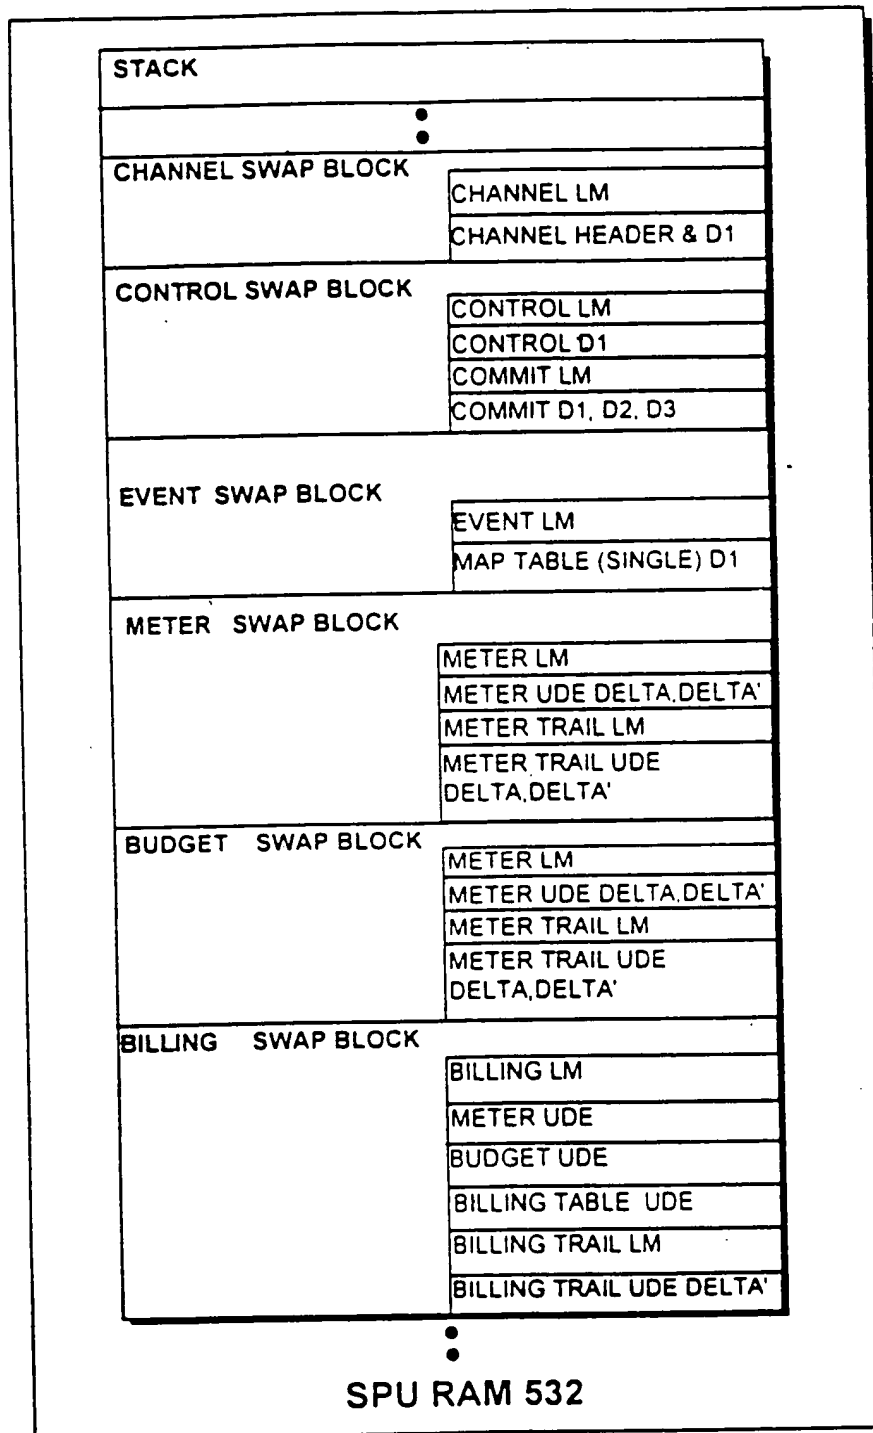 STACK
CHANNEL SWAP BLOCK
CHANNEL LM
CHANNEL HEADER & D1
CONTROL SWAP BLOCK
CONTROL LM
CONTROL D1
COMMIT LM
COMMIT D1, D2, D3
EVENT SWAP BLOCK
EVENT LM
MAP TABLE (SINGLE) D1
METER SWAP BLOCK
METER LM
METER UDE DELTA,DELTA'
METER TRAIL LM
METER TRAIL UDE
DELTA,DELTA'
BUDGET SWAP BLOCK
METER LM
METER UDE DELTA,DELTA'
METER TRAIL LM
METER TRAIL UDE
DELTA,DELTA'
BILLING SWAP BLOCK
BILLING LM
METER UDE
BUDGET UDE
BILLING TABLE UDE
BILLING TRAIL LM
BILLING TRAIL UDE DELTA'
SPU RAM 532